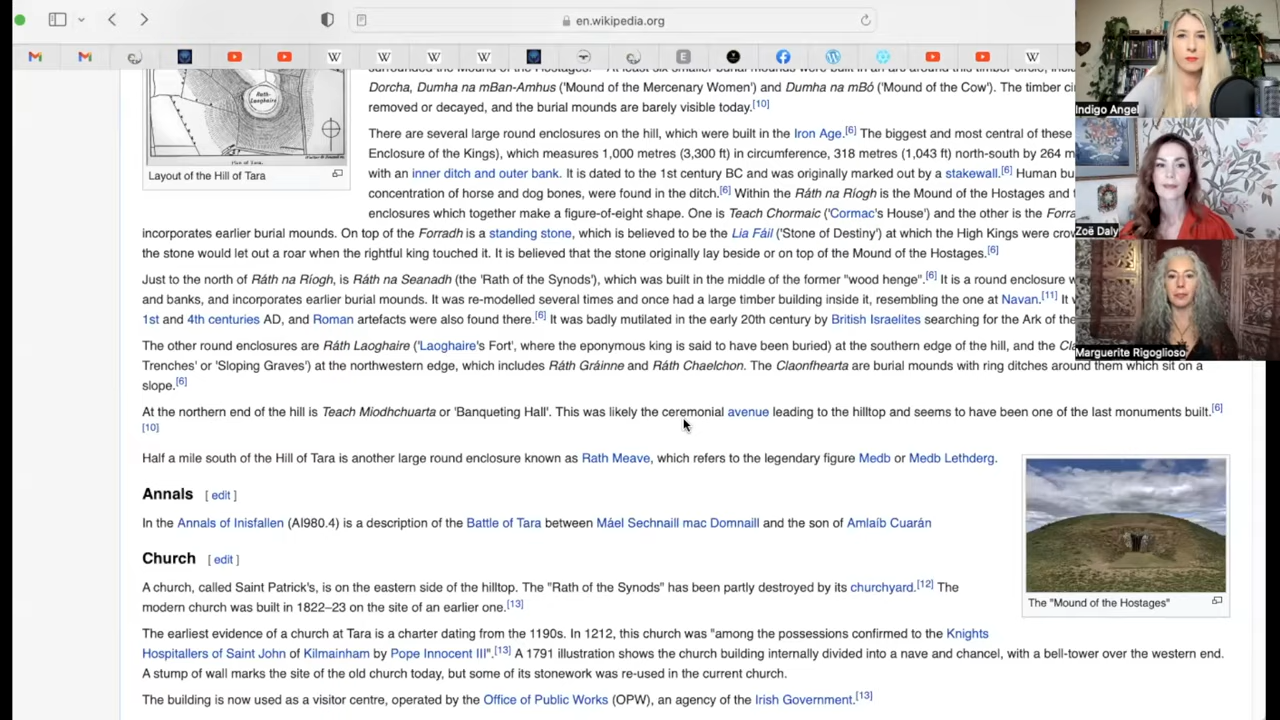 en.wikipedia.org
surrounded the Mound of the Hostages. At least six smaller burial mounds were built in an arc around this timber circle,
Dorcha, Dumha na mBan-Amhus ('Mound of the Mercenary Women') and Dumha na mBó ('Mound of the Cow'). The timber
removed or decayed, and the burial mounds are barely visible today.[10]
There are several large round enclosures on the hill, which were built in the Iron Age.[6] The biggest and most central of these
Enclosure of the Kings), which measures 1,000 metres (3,300 ft) in circumference, 318 metres (1,043 ft) north-south by 264
with an inner ditch and outer bank. It is dated to the 1st century BC and was originally marked out by a stakewall.[6] Human
concentration of horse and dog bones, were found in the ditch.[6] Within the Ráth na Ríogh is the Mound of the Hostages and
enclosures which together make a figure-of-eight shape. One is Teach Chormaic ('Cormac's House') and the other is the
incorporates earlier burial mounds. On top of the Forradh is a standing stone, which is believed to be the Lia Fáil ('Stone of Destiny') at which the High Kings were
the stone would let out a roar when the rightful king touched it. It is believed that the stone originally lay beside or on top of the Mound of the Hostages.[6]
Rath-Laoghaire
Plan of Tara.
Layout of the Hill of Tara
Just to the north of Ráth na Ríogh, is Ráth na Seanadh (the 'Rath of the Synods'), which was built in the middle of the former "wood henge".[6] It is a round enclosure
and banks, and incorporates earlier burial mounds. It was re-modelled several times and once had a large timber building inside it, resembling the one at Navan.[11] It
1st and 4th centuries AD, and Roman artefacts were also found there.[6] It was badly mutilated in the early 20th century by British Israelites searching for the Ark of the
The other round enclosures are Ráth Laoghaire ('Laoghaire's Fort', where the eponymous king is said to have been buried) at the southern edge of the hill, and the
Trenches' or 'Sloping Graves') at the northwestern edge, which includes Ráth Gráinne and Ráth Chaelchon. The Claonfhearta are burial mounds with ring ditches around them which sit on a
slope.[6]
At the northern end of the hill is Teach Miodhchuarta or 'Banqueting Hall'. This was likely the ceremonial avenue leading to the hilltop and seems to have been one of the last monuments built.[6]
[10]
Half a mile south of the Hill of Tara is another large round enclosure known as Rath Meave, which refers to the legendary figure Medb or Medb Lethderg.
Annals [ edit ]
In the Annals of Inisfallen (AI980.4) is a description of the Battle of Tara between Máel Sechnaill mac Domnaill and the son of Amlaíb Cuarán
Church [ edit ]
A church, called Saint Patrick's, is on the eastern side of the hilltop. The "Rath of the Synods" has been partly destroyed by its churchyard.[12] The
modern church was built in 1822–23 on the site of an earlier one.[13]
The "Mound of the Hostages"
The earliest evidence of a church at Tara is a charter dating from the 1190s. In 1212, this church was "among the possessions confirmed to the Knights
Hospitallers of Saint John of Kilmainham by Pope Innocent III".[13] A 1791 illustration shows the church building internally divided into a nave and chancel, with a bell-tower over the western end.
A stump of wall marks the site of the old church today, but some of its stonework was re-used in the current church.
The building is now used as a visitor centre, operated by the Office of Public Works (OPW), an agency of the Irish Government.[13]
Indigo Angel
Zoë Daly
Marguerite Rigoglioso